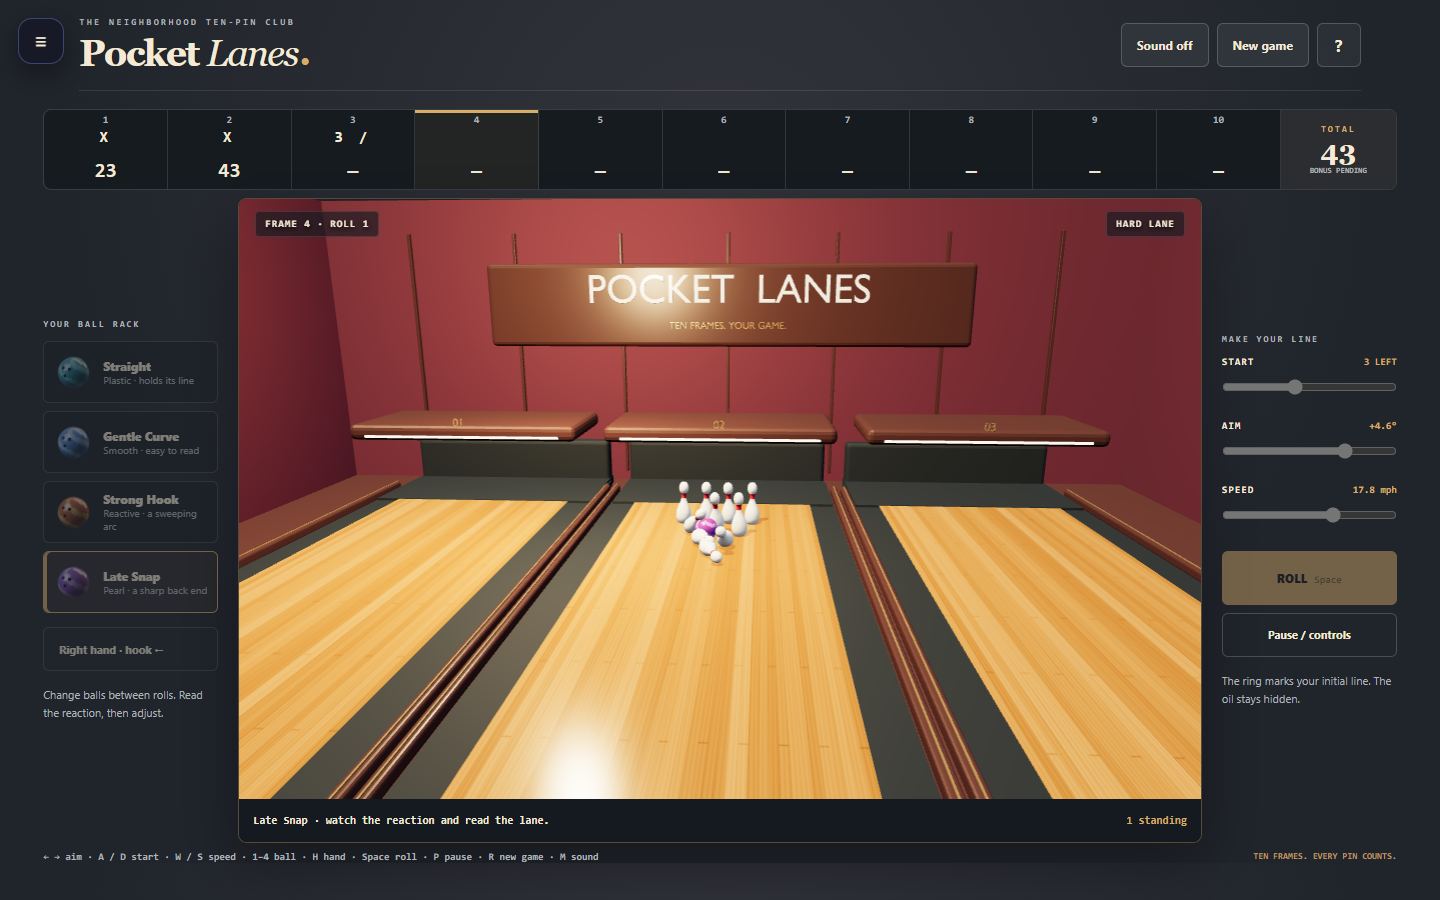 THE NEIGHBORHOOD TEN-PIN CLUB
Pocket Lanes.
Sound off
New game
?
1 2 3 4 5 6 7 8 9 10 TOTAL
X X 3 /
23 43 — — — — — — — — 43
BONUS PENDING
FRAME 4 · ROLL 1
HARD LANE
POCKET LANES
TEN FRAMES. YOUR GAME.
01
02
03
YOUR BALL RACK
Straight
Plastic · holds its line
Gentle Curve
Smooth · easy to read
Strong Hook
Reactive · a sweeping
arc
Late Snap
Pearl · a sharp back end
Right hand · hook ←
Change balls between rolls. Read
the reaction, then adjust.
MAKE YOUR LINE
START 3 LEFT
AIM +4.6°
SPEED 17.8 mph
ROLL Space
Pause / controls
The ring marks your initial line. The
oil stays hidden.
Late Snap · watch the reaction and read the lane.
1 standing
← → aim · A / D start · W / S speed · 1–4 ball · H hand · Space roll · P pause · R new game · M sound
TEN FRAMES. EVERY PIN COUNTS.